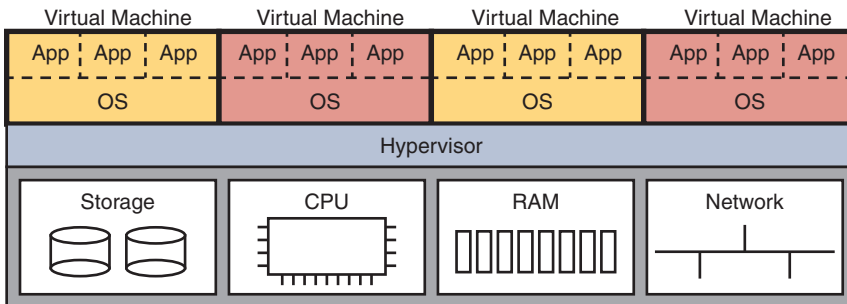 Virtual Machine Virtual Machine Virtual Machine Virtual Machine
App App App App App App App App App App App App
OS OS OS OS
Hypervisor
Storage CPU RAM Network